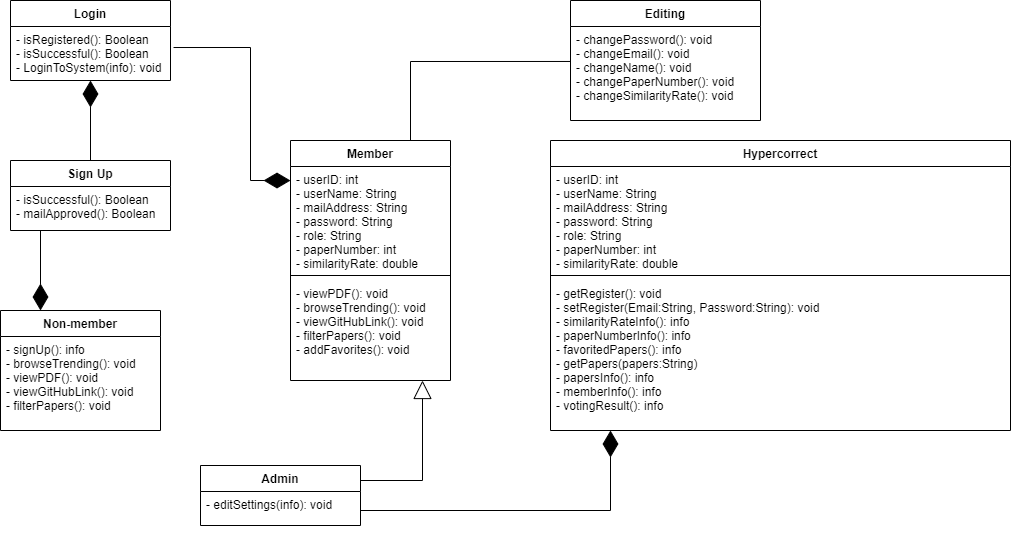 Login
- isRegistered(): Boolean
- isSuccessful(): Boolean
- LoginToSystem(info): void
Editing
- changePassword(): void
- changeEmail(): void
- changeName(): void
- changePaperNumber(): void
- changeSimilarityRate(): void
Sign Up
- isSuccessful(): Boolean
- mailApproved(): Boolean
Member
- userID: int
- userName: String
- mailAddress: String
- password: String
- role: String
- paperNumber: int
- similarityRate: double
- viewPDF(): void
- browseTrending(): void
- viewGitHubLink(): void
- filterPapers(): void
- addFavorites(): void
Hypercorrect
- userID: int
- userName: String
- mailAddress: String
- password: String
- role: String
- paperNumber: int
- similarityRate: double
- getRegister(): void
- setRegister(Email:String, Password:String): void
- similarityRateInfo(): info
- paperNumberInfo(): info
- favoritedPapers(): info
- getPapers(papers:String)
- papersInfo(): info
- memberInfo(): info
- votingResult(): info
Non-member
- signUp(): info
- browseTrending(): void
- viewPDF(): void
- viewGitHubLink(): void
- filterPapers(): void
Admin
- editSettings(info): void